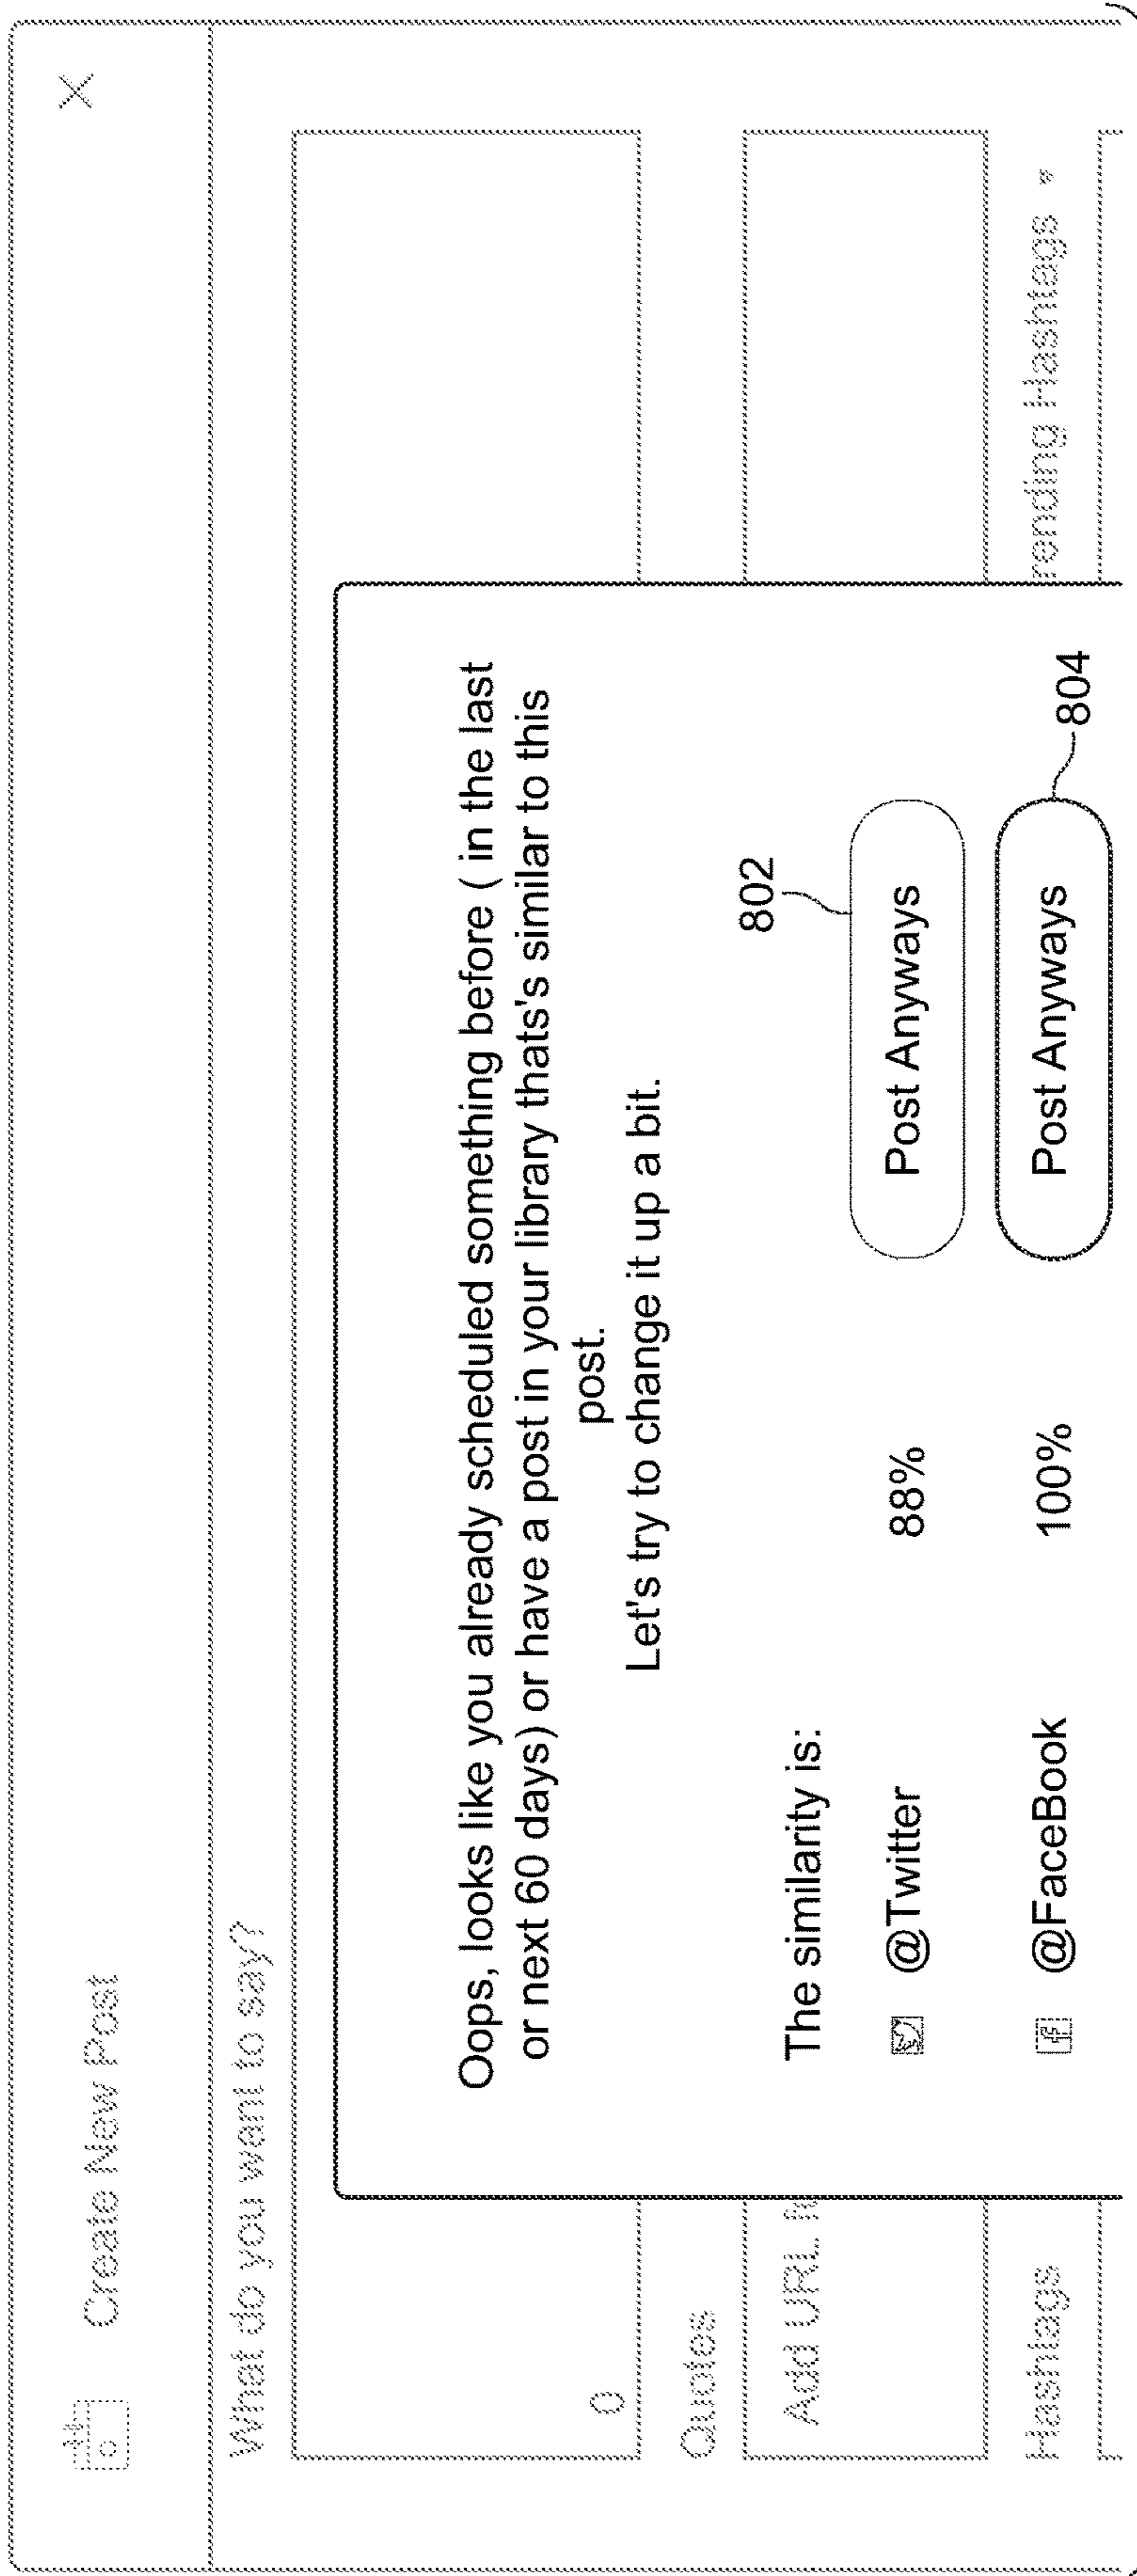 Create New Post
X
What do you want to say?
0
Quotes
Add URL
Hashtags
rending Hashtags
Oops, looks like you already scheduled something before ( in the last
or next 60 days) or have a post in your library thats's similar to this
post.
Let's try to change it up a bit.
The similarity is:
802
@Twitter 88% Post Anyways
@FaceBook 100% Post Anyways
804